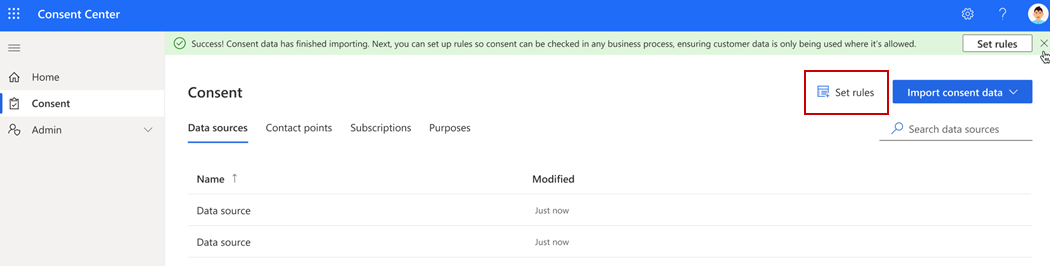 Consent Center
Success! Consent data has finished importing. Next, you can set up rules so consent can be checked in any business process, ensuring customer data is only being used where it's allowed. Set rules
Home
Consent
Admin
Consent
Set rules Import consent data
Data sources Contact points Subscriptions Purposes
Search data sources
Name ↑ Modified
Data source Just now
Data source Just now